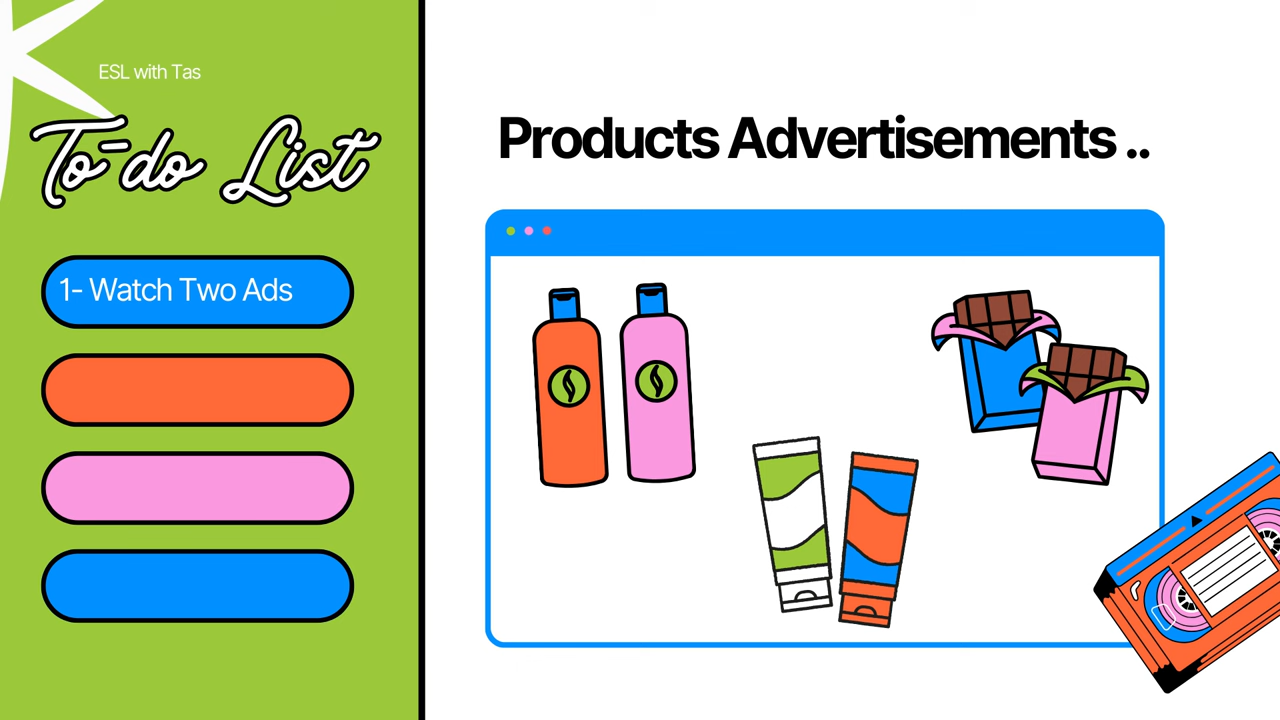 ESL with Tas
To-do List
1- Watch Two Ads
Products Advertisements ..